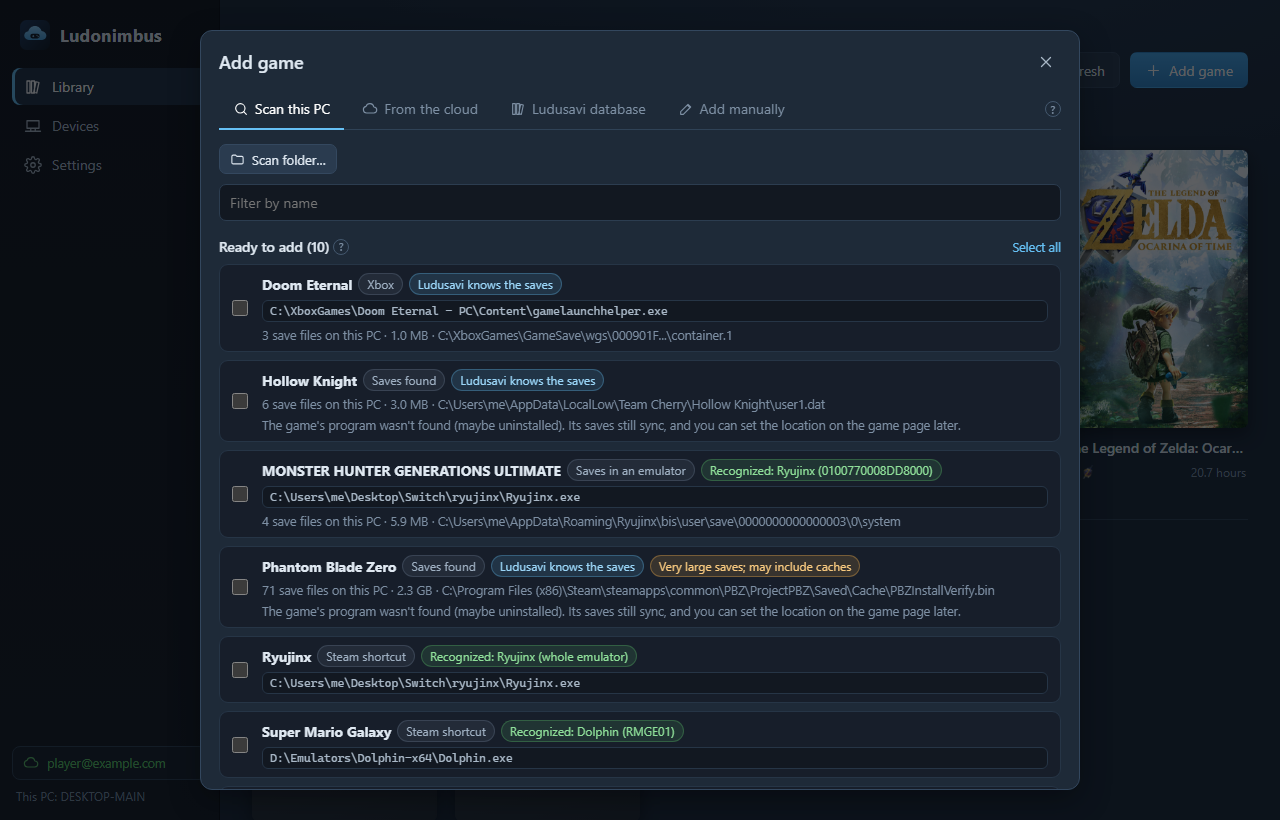 Ludonimbus
Library
Devices
Settings
player@example.com
This PC: DESKTOP-MAIN
resh
Add game
Add game
Scan this PC
From the cloud
Ludusavi database
Add manually
?
Scan folder...
Filter by name
Ready to add (10) ?
Select all
Doom Eternal Xbox Ludusavi knows the saves
C:\XboxGames\Doom Eternal - PC\Content\gamelaunchhelper.exe
3 save files on this PC · 1.0 MB · C:\XboxGames\GameSave\wgs\000901F...\container.1
Hollow Knight Saves found Ludusavi knows the saves
6 save files on this PC · 3.0 MB · C:\Users\me\AppData\LocalLow\Team Cherry\Hollow Knight\user1.dat
The game's program wasn't found (maybe uninstalled). Its saves still sync, and you can set the location on the game page later.
MONSTER HUNTER GENERATIONS ULTIMATE Saves in an emulator Recognized: Ryujinx (0100770008DD8000)
C:\Users\me\Desktop\Switch\ryujinx\Ryujinx.exe
4 save files on this PC · 5.9 MB · C:\Users\me\AppData\Roaming\Ryujinx\bis\user\save\0000000000000003\0\system
Phantom Blade Zero Saves found Ludusavi knows the saves Very large saves; may include caches
71 save files on this PC · 2.3 GB · C:\Program Files (x86)\Steam\steamapps\common\PBZ\ProjectPBZ\Saved\Cache\PBZInstallVerify.bin
The game's program wasn't found (maybe uninstalled). Its saves still sync, and you can set the location on the game page later.
Ryujinx Steam shortcut Recognized: Ryujinx (whole emulator)
C:\Users\me\Desktop\Switch\ryujinx\Ryujinx.exe
Super Mario Galaxy Steam shortcut Recognized: Dolphin (RMGE01)
D:\Emulators\Dolphin-x64\Dolphin.exe
THE LEGEND OF
ZELDA
OCARINA OF TIME
e Legend of Zelda: Ocar...
20.7 hours